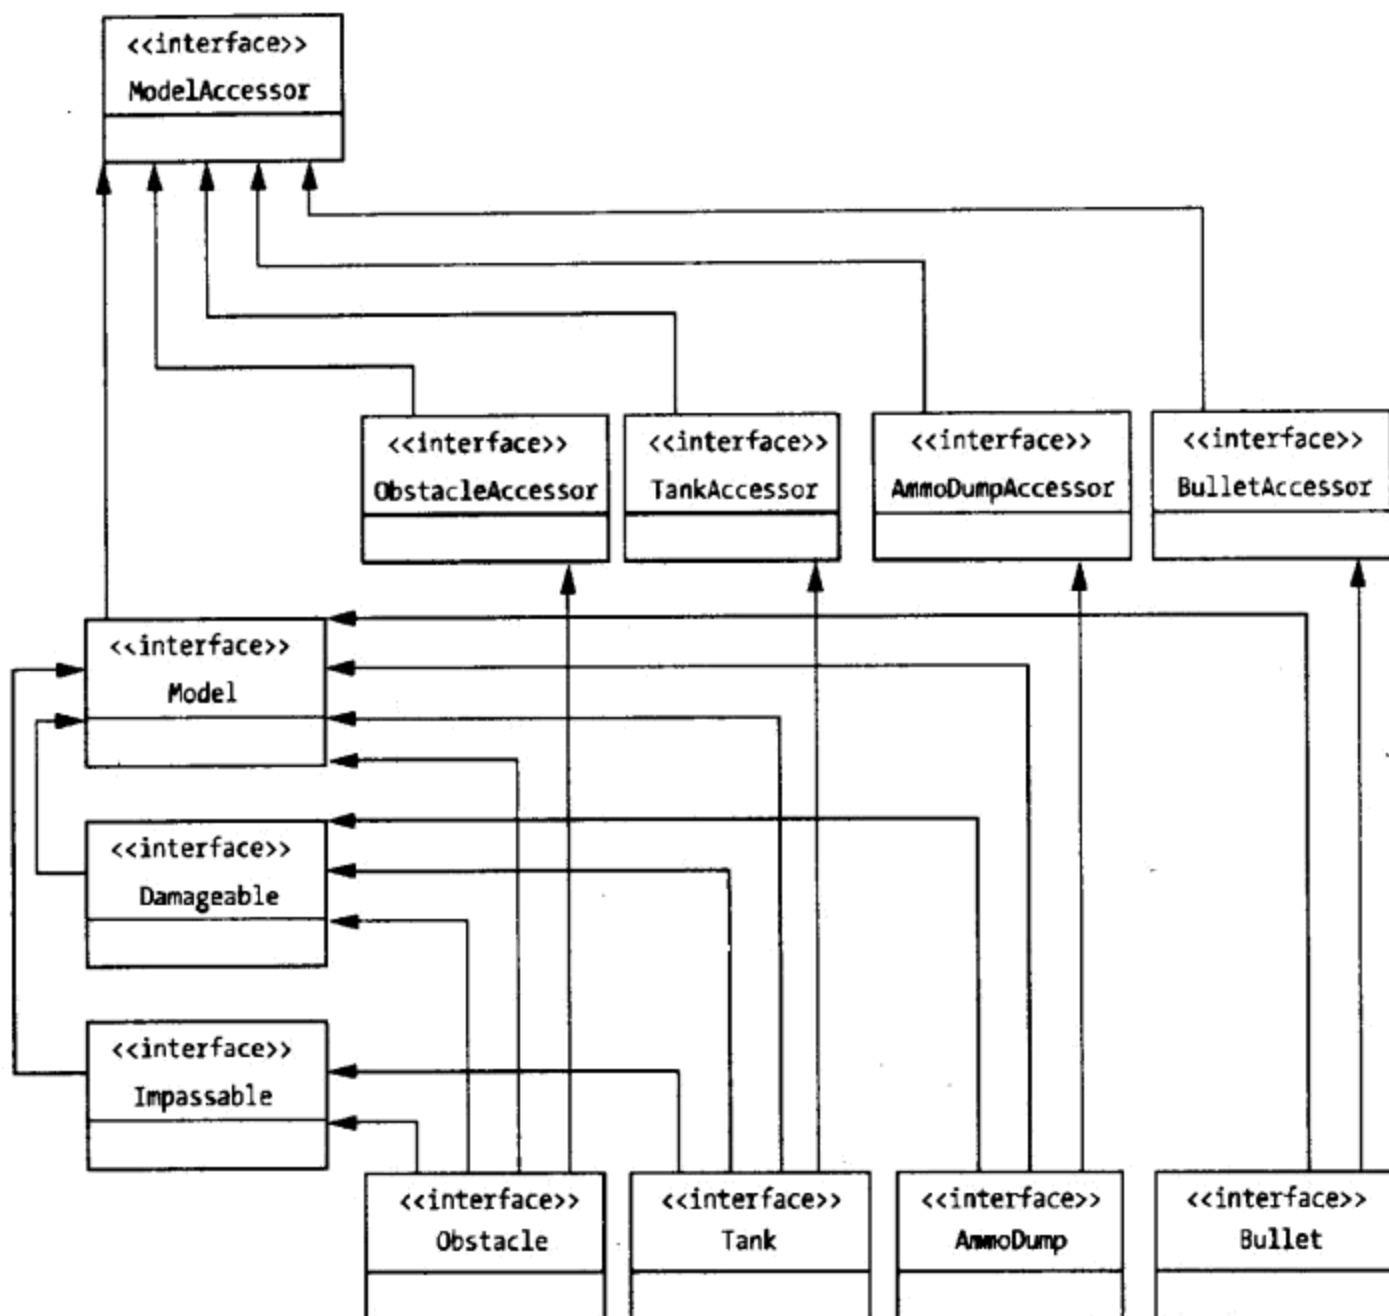 <<interface>>
ModelAccessor
<<interface>>
ObstacleAccessor
<<interface>>
TankAccessor
<<interface>>
AmmoDumpAccessor
<<interface>>
BulletAccessor
<<interface>>
Model
<<interface>>
Damageable
<<interface>>
Impassable
<<interface>>
Obstacle
<<interface>>
Tank
<<interface>>
AmmoDump
<<interface>>
Bullet